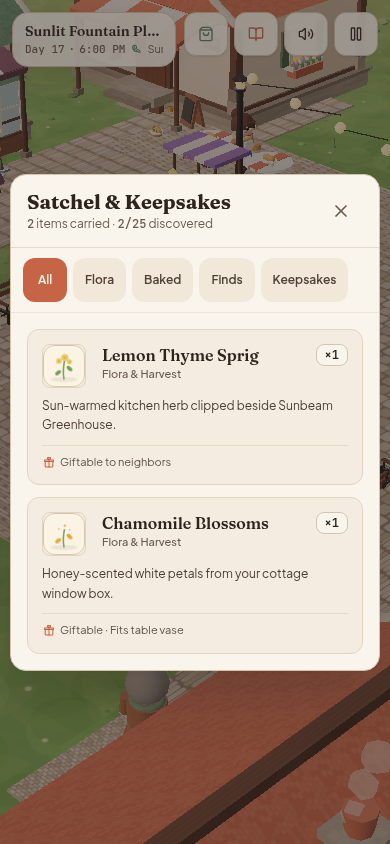 Sunlit Fountain Pl...
Day 17 · 6:00 PM
Satchel & Keepsakes
2 items carried · 2/25 discovered
All
Flora
Baked
Finds
Keepsakes
Lemon Thyme Sprig
×1
Flora & Harvest
Sun-warmed kitchen herb clipped beside Sunbeam
Greenhouse.
Giftable to neighbors
Chamomile Blossoms
×1
Flora & Harvest
Honey-scented white petals from your cottage
window box.
Giftable · Fits table vase